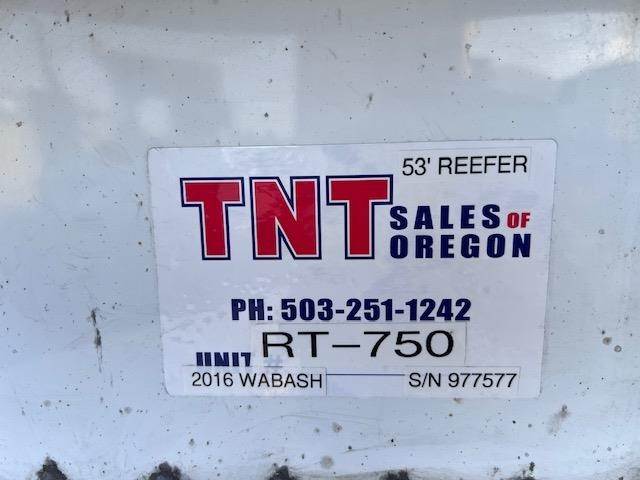 53' REEFER
TNT SALES OF
OREGON
PH: 503-251-1242
UNIT # RT-750
2016 WABASH S/N 977577